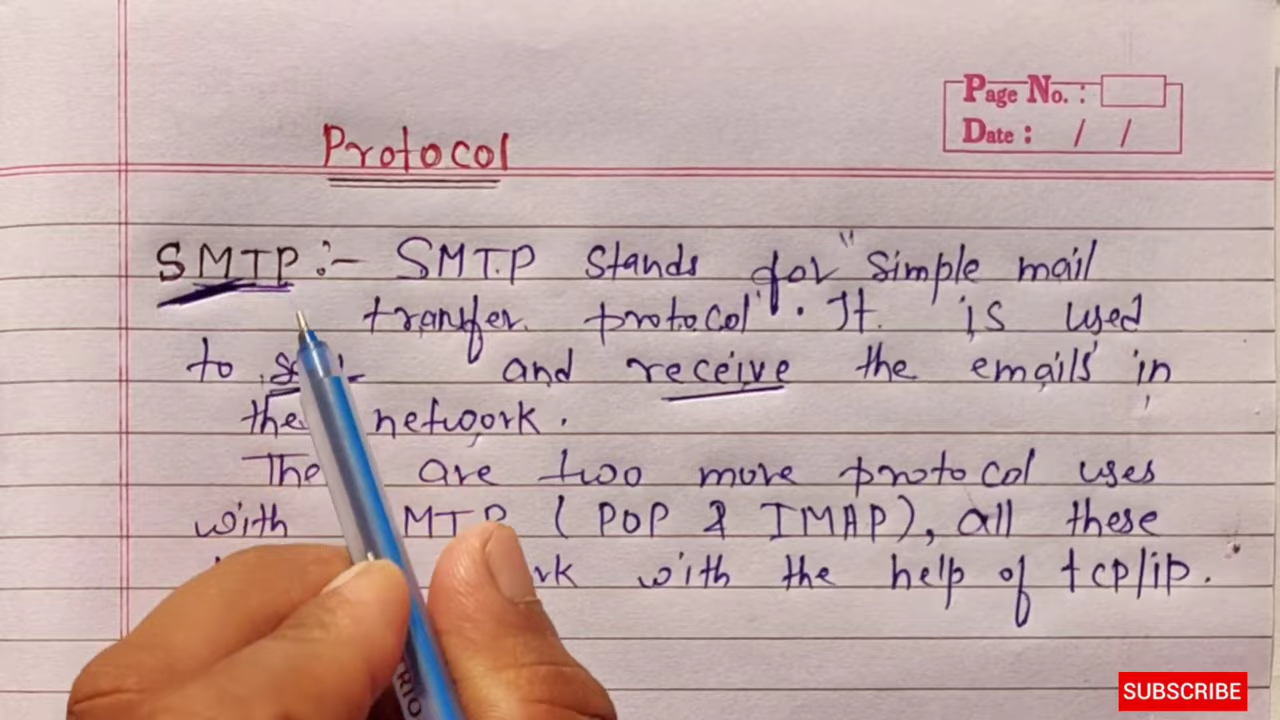 Page No. :
Date : / /
Protocol
SMTP :- SMTP stands for "simple mail
transfer protocol". It is used
to and receive the emails in
the network.
are two more protocol uses
with (POP & IMAP), all these
with the help of tcp/ip.
SUBSCRIBE